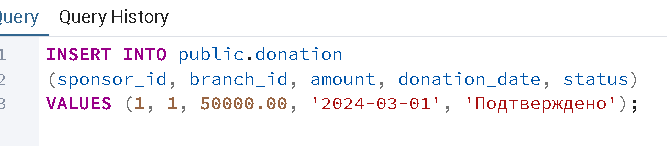 Query Query History
1 INSERT INTO public.donation
2 (sponsor_id, branch_id, amount, donation_date, status)
3 VALUES (1, 1, 50000.00, '2024-03-01', 'Подтверждено');